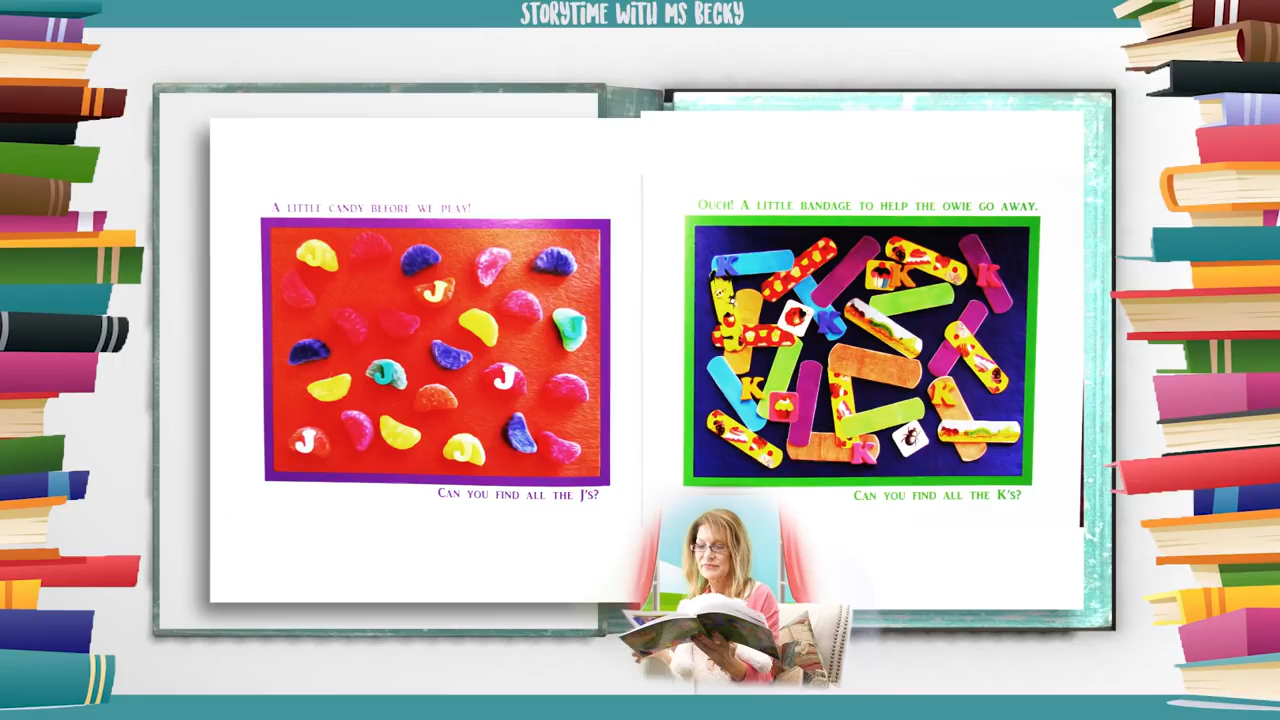 STORYTIME WITH MS BECKY
A LITTLE CANDY BEFORE WE PLAY!
J
J
J
J
J
CAN YOU FIND ALL THE J'S?
OUCH! A LITTLE BANDAGE TO HELP THE OWIE GO AWAY.
K
K
K
K
K
K
K
CAN YOU FIND ALL THE K'S?